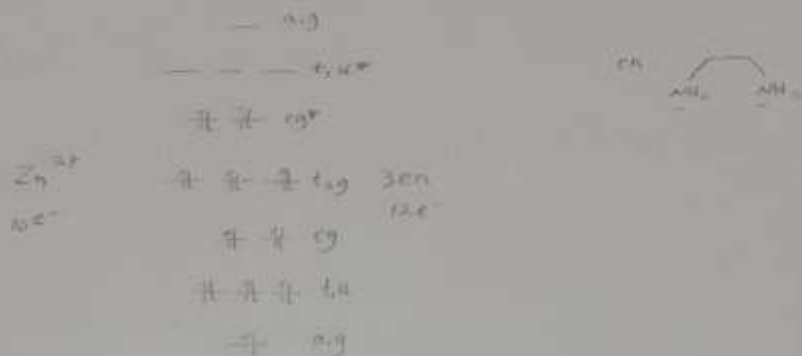 a1g
t1u*
en
NH2 NH2
eg*
Zn2+
t2g 3en
10e-
12e-
eg
t1u
a1g